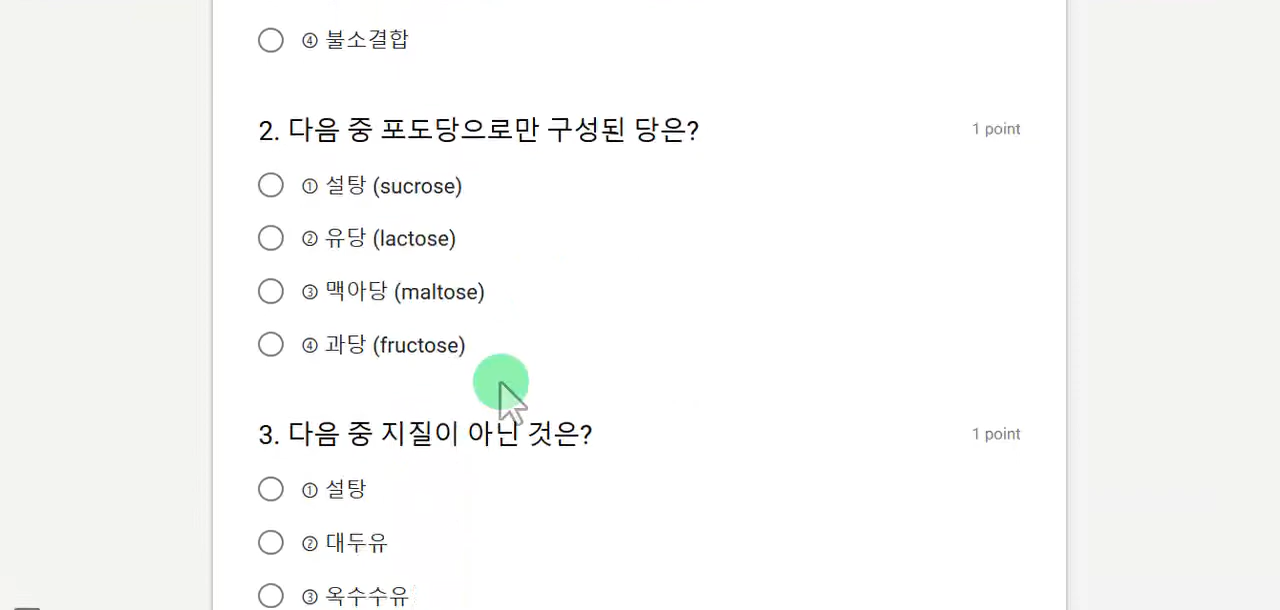 ④ 불소결합
2. 다음 중 포도당으로만 구성된 당은?
1 point
① 설탕 (sucrose)
② 유당 (lactose)
③ 맥아당 (maltose)
④ 과당 (fructose)
3. 다음 중 지질이 아닌 것은?
1 point
① 설탕
② 대두유
③ 옥수수유